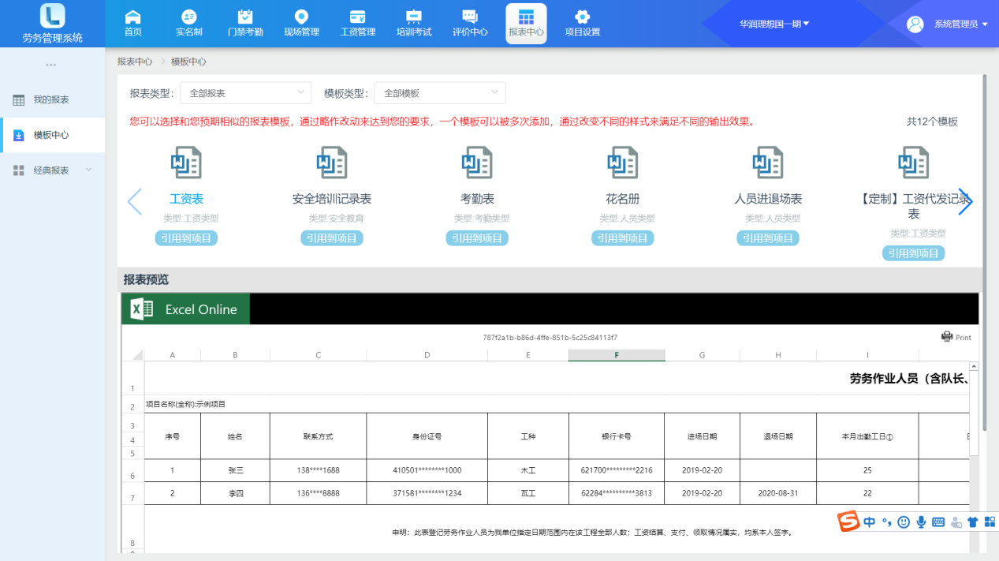 劳务管理系统
首页
实名制
门禁考勤
现场管理
工资管理
培训考试
评价中心
报表中心
项目设置
华润理想国一期
系统管理员
我的报表
模板中心
经典报表
报表中心 > 模板中心
报表类型: 全部报表 模板类型: 全部模板
您可以选择和您预期相似的报表模板，通过略作改动来达到您的要求，一个模板可以被多次添加，通过改变不同的样式来满足不同的输出效果。 共12个模板
工资表
类型:工资类型
引用到项目
安全培训记录表
类型:安全教育
引用到项目
考勤表
类型:考勤类型
引用到项目
花名册
类型:人员类型
引用到项目
人员进退场表
类型:人员类型
引用到项目
【定制】工资代发记录
表
类型:工资类型
引用到项目
报表预览
Excel Online
787f2a1b-b86d-4ffe-851b-5c25c84113f7 Print
A B C D E F G H I
1 劳务作业人员（含队长、
2 项目名称(全称):示例项目
3
4 序号 姓名 联系方式 身份证号 工种 银行卡号 进场日期 退场日期 本月出勤工日①
5
6 1 张三 138****1688 410501********1000 木工 621700*********2216 2019-02-20 25
7 2 李四 136****8888 371581********1234 瓦工 62284**********3813 2019-02-20 2020-08-31 22
8 申明：此表登记劳务作业人员为我单位指定日期范围内在该工程全部人数；工资结算、支付、领取情况属实，均系本人签字。
中